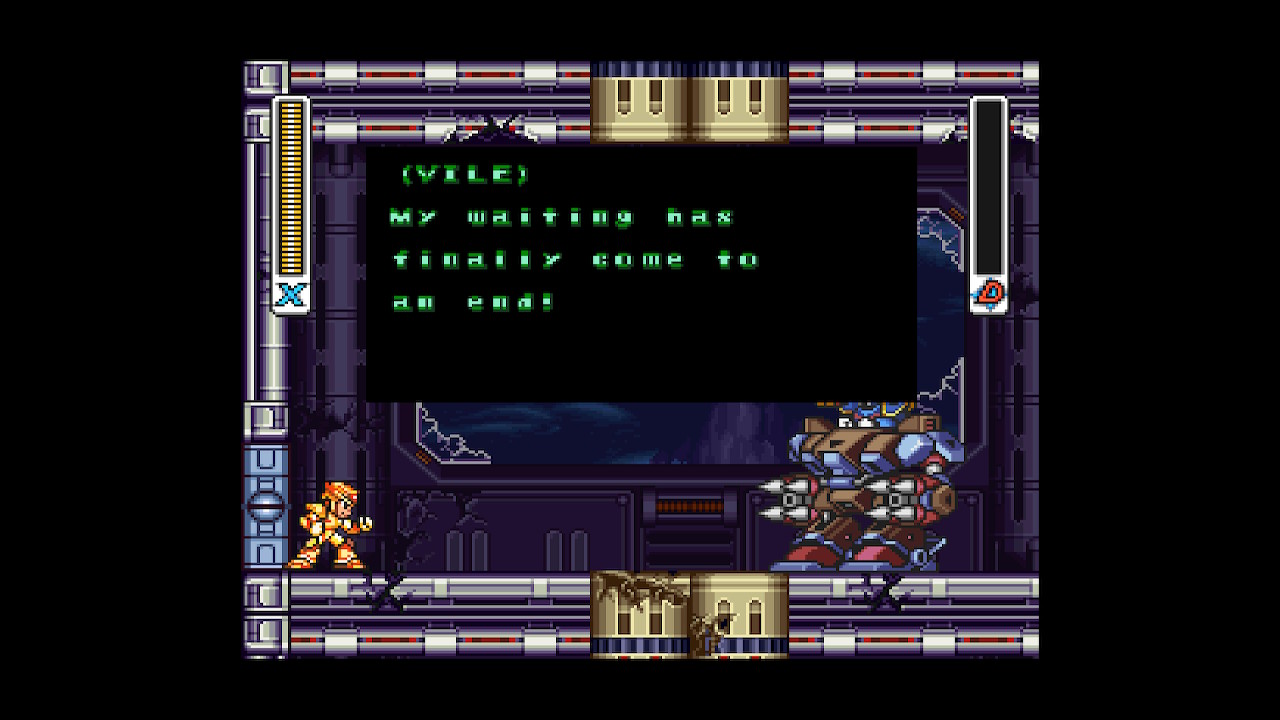 (VILE)
My waiting has
finally come to
an end!
X
D